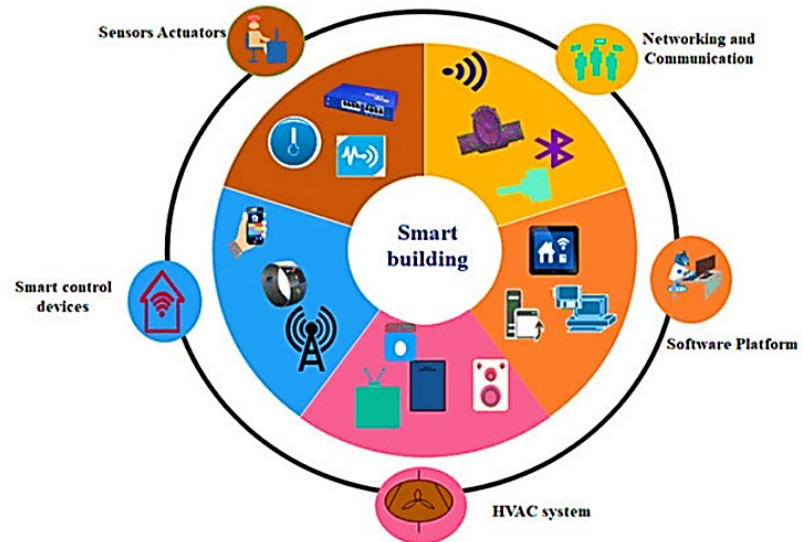 Sensors Actuators
Networking and
Communication
Smart
building
Smart control
devices
Software Platform
HVAC system